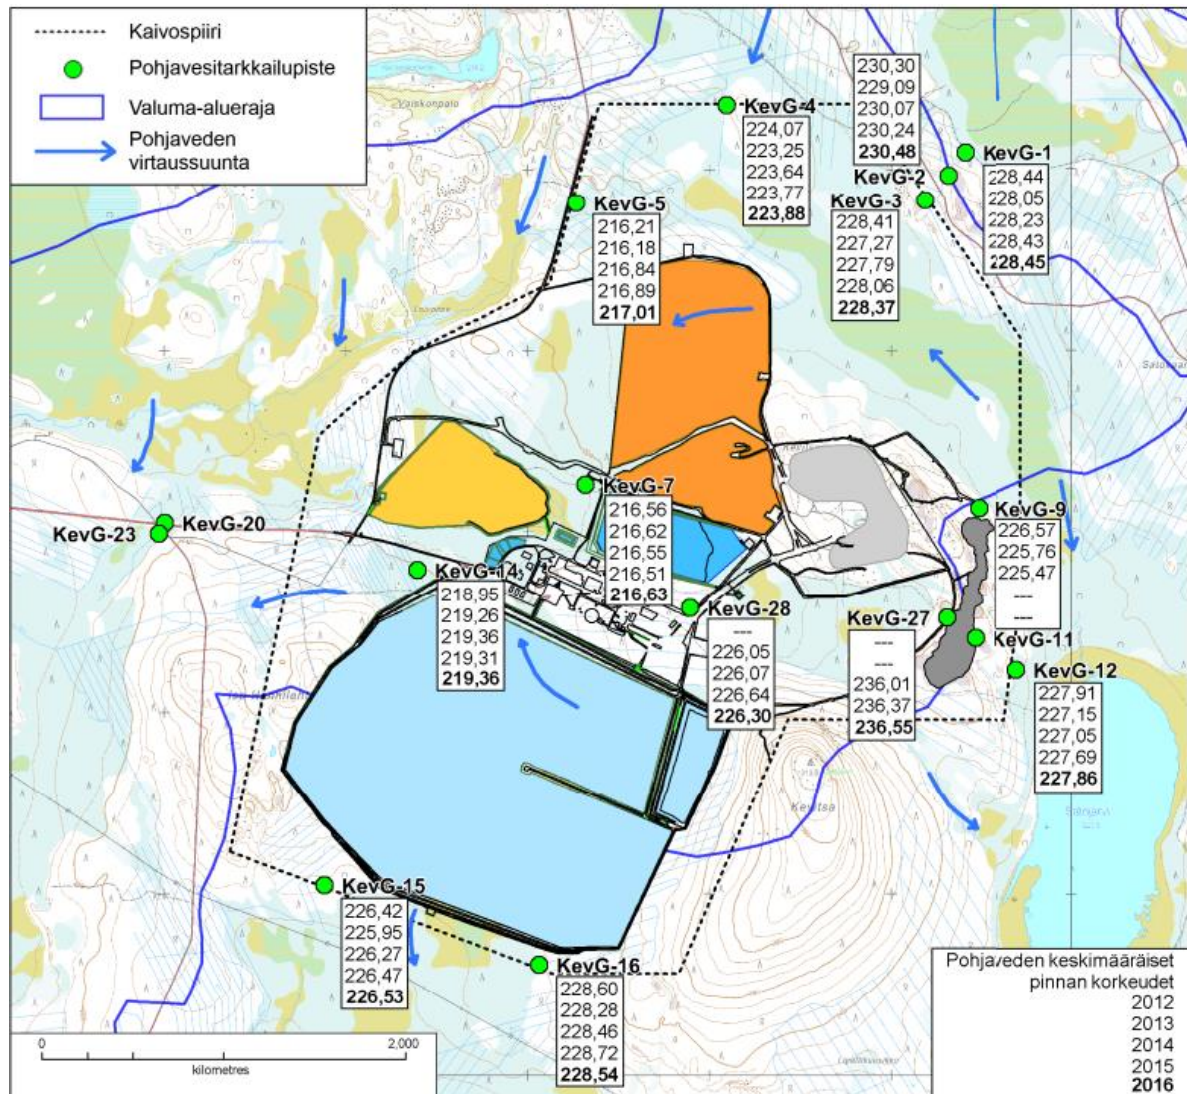 Kaivospiiri
Pohjavesitarkkailupiste
Valuma-alueraja
Pohjaveden
virtaussuunta
Vaiskonpalo
KevG-4
224,07
223,25
223,64
223,77
223,88
230,30
229,09
230,07
230,24
230,48
KevG-1
228,44
228,05
228,23
228,43
228,45
KevG-2
KevG-3
228,41
227,27
227,79
228,06
228,37
KevG-5
216,21
216,18
216,84
216,89
217,01
KevG-7
216,56
216,62
216,55
216,51
216,63
KevG-9
226,57
225,76
225,47
---
---
KevG-20
KevG-23
KevG-14
218,95
219,26
219,36
219,31
219,36
KevG-28
---
226,05
226,07
226,64
226,30
KevG-27
---
---
236,01
236,37
236,55
KevG-11
KevG-12
227,91
227,15
227,05
227,69
227,86
Kevitsa
KevG-15
226,42
225,95
226,27
226,47
226,53
KevG-16
228,60
228,28
228,46
228,72
228,54
Pohjaveden keskimääräiset
pinnan korkeudet
2012
2013
2014
2015
2016
0 2,000
kilometres